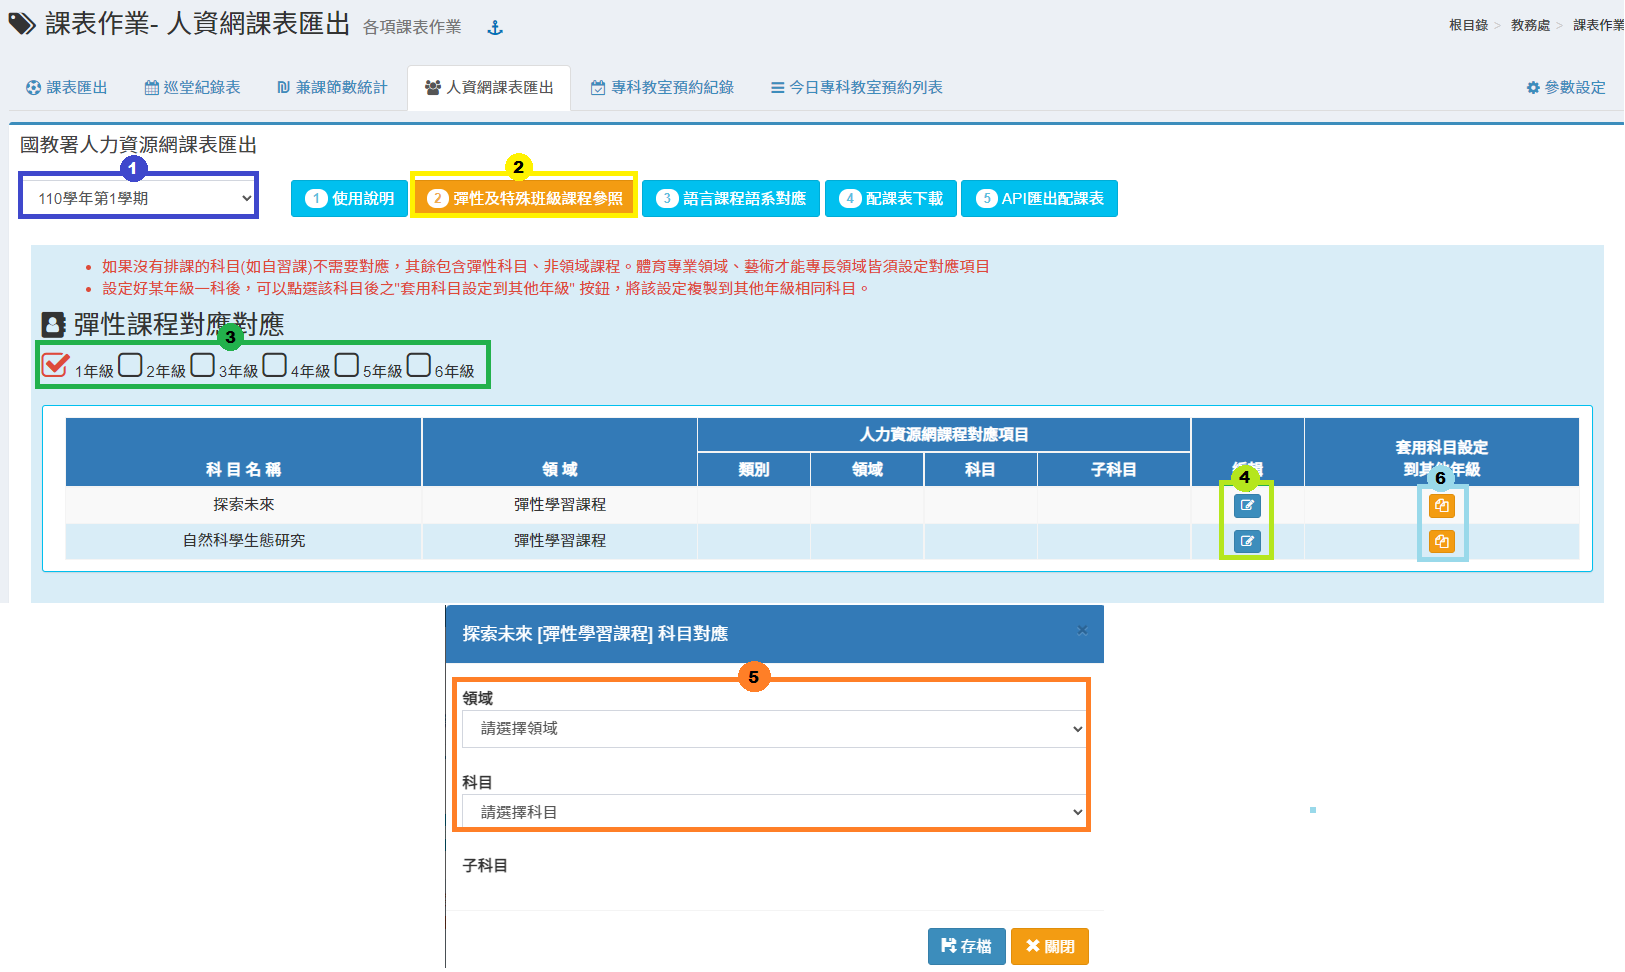 課表作業- 人資網課表匯出 各項課表作業
根目錄 > 教務處 > 課表作業
課表匯出 巡堂紀錄表 兼課節數統計 人資網課表匯出 專科教室預約紀錄 今日專科教室預約列表 參數設定
國教署人力資源網課表匯出
1 2
110學年第1學期 1 使用說明 2 彈性及特殊班級課程參照 3 語言課程語系對應 4 配課表下載 5 API匯出配課表
如果沒有排課的科目(如自習課)不需要對應，其餘包含彈性科目、非領域課程。體育專業領域、藝術才能專長領域皆須設定對應項目
設定好某年級一科後，可以點選該科目後之"套用科目設定到其他年級" 按鈕，將該設定複製到其他年級相同科目。
彈性課程對應對應
3
1年級 2年級 3年級 4年級 5年級 6年級
人力資源網課程對應項目
套用科目設定
科 目 名 稱 領 域 類別 領域 科目 子科目 到其他年級
4 6
探索未來 彈性學習課程
自然科學生態研究 彈性學習課程
探索未來 [彈性學習課程] 科目對應 ×
5
領域
請選擇領域
科目
請選擇科目
子科目
存檔 關閉